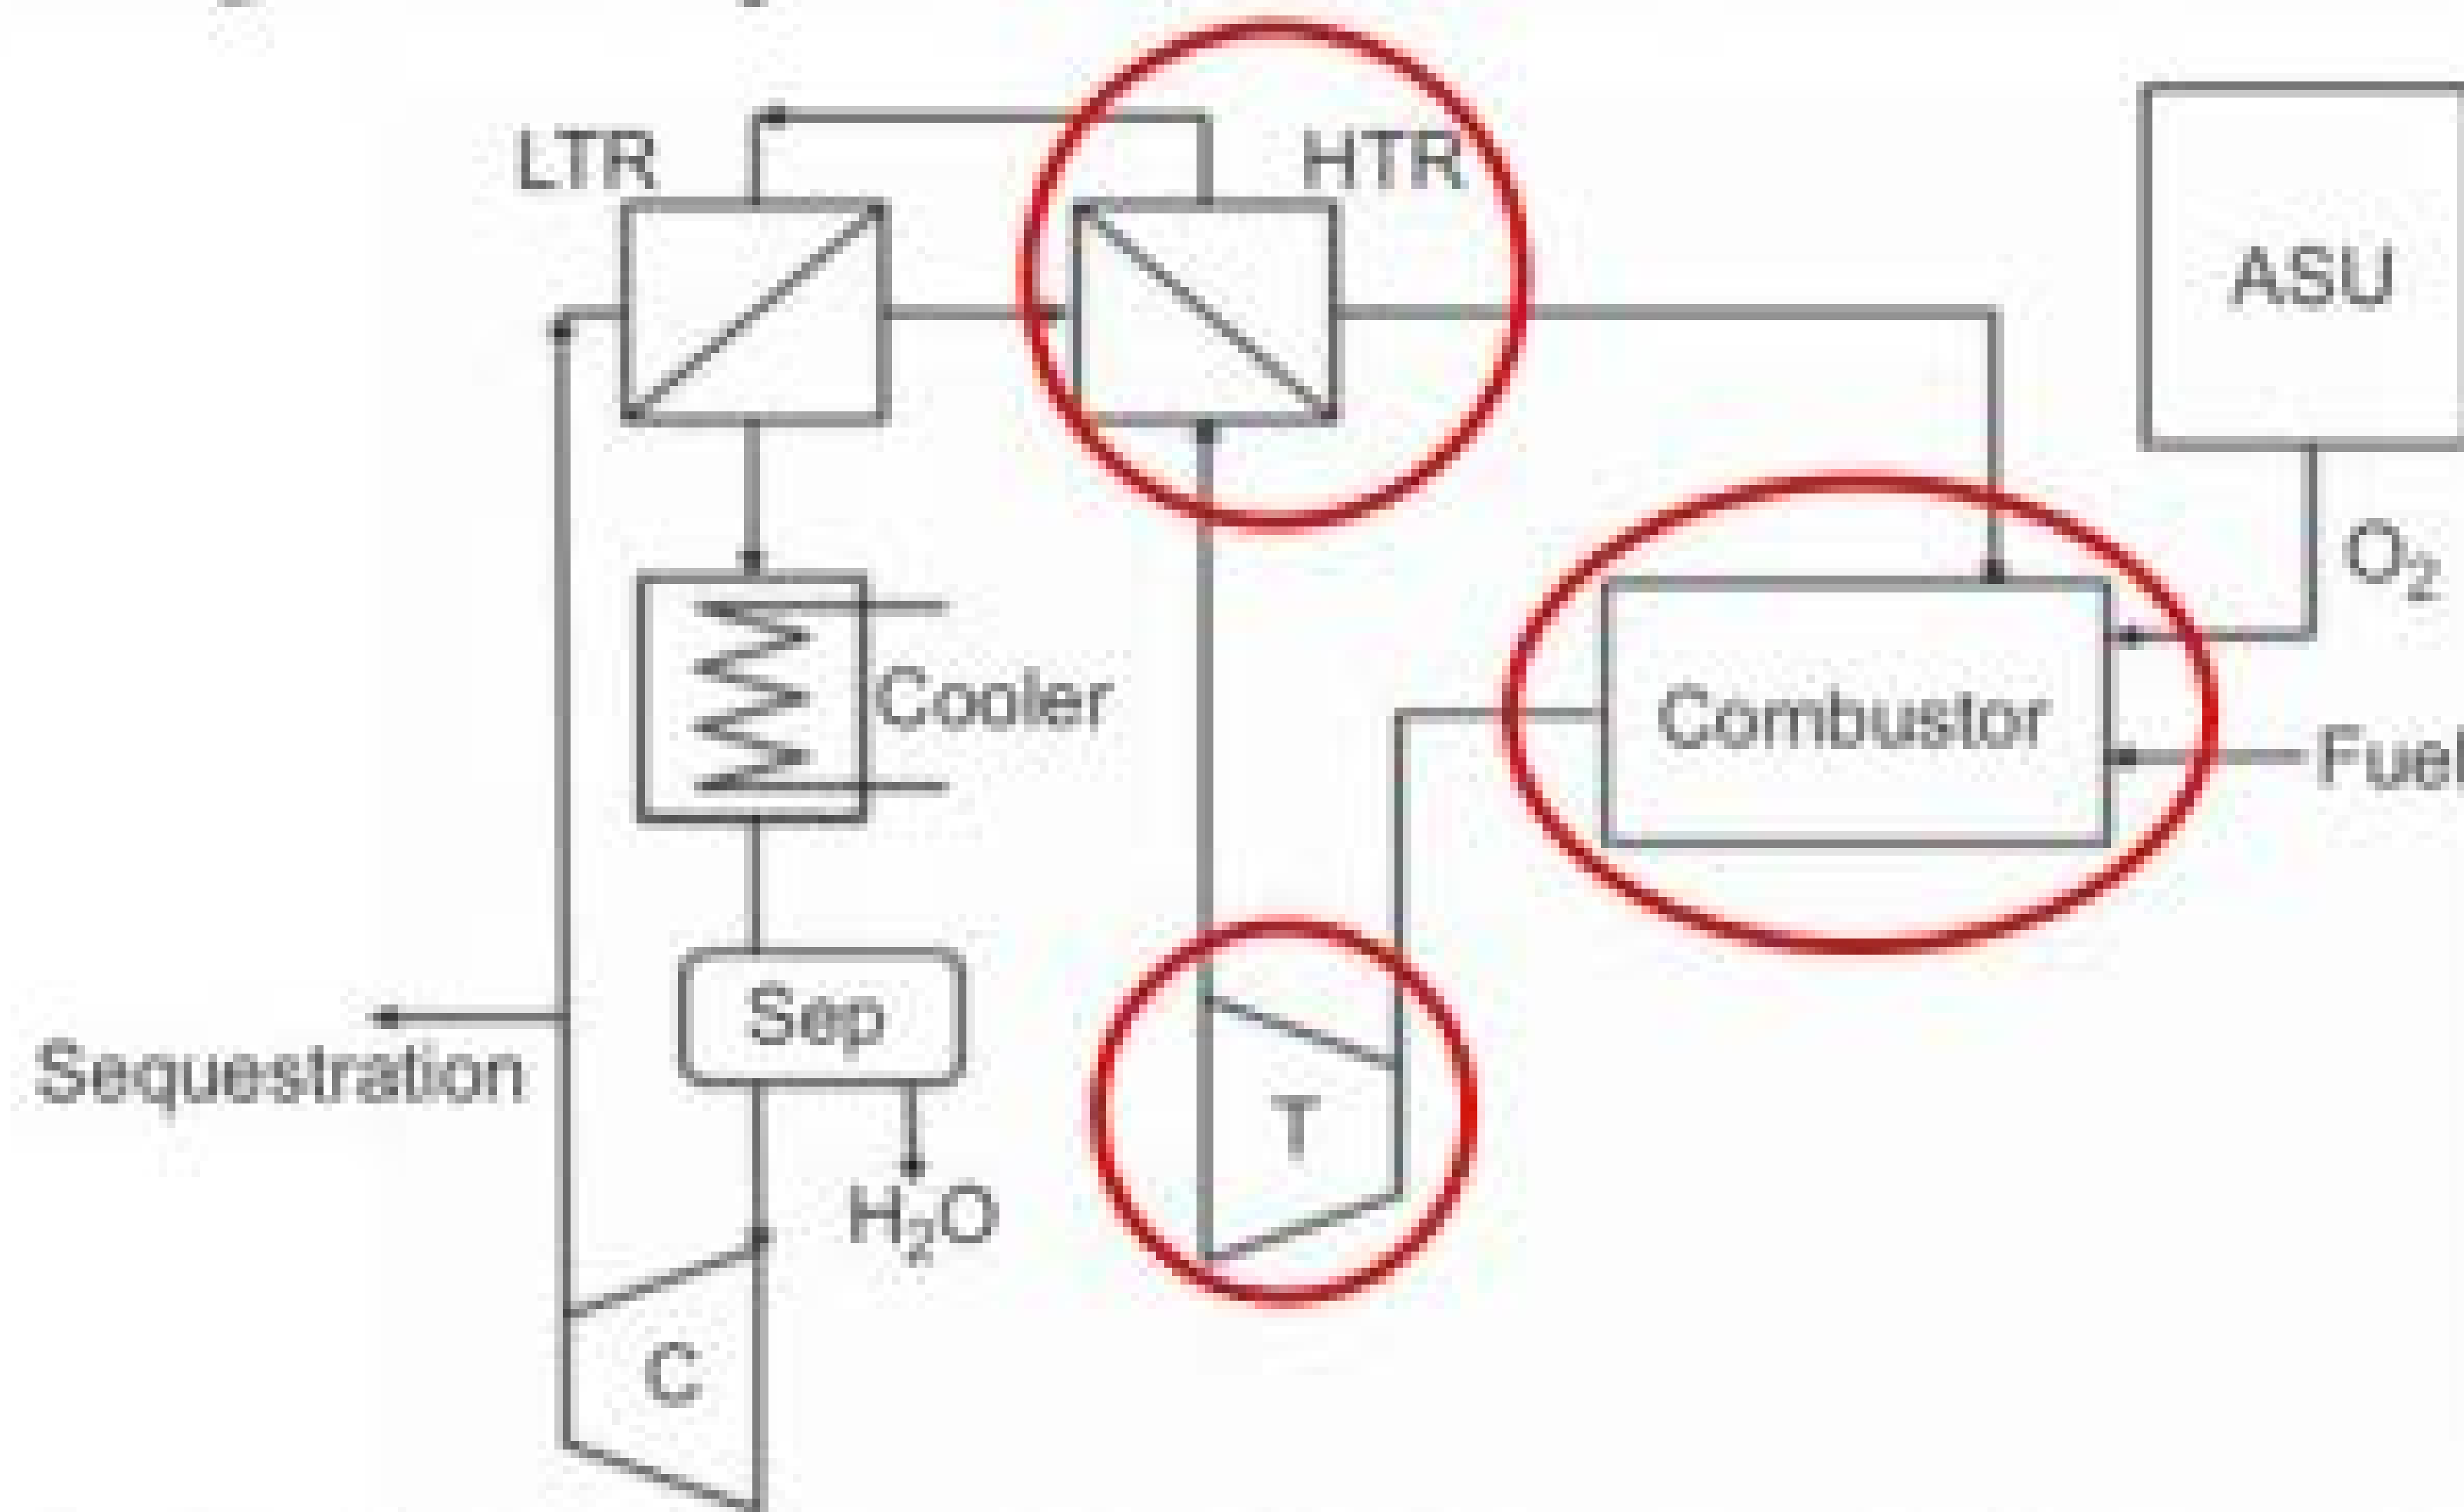 LTR
HTR
ASU
O2
Cooler
Combustor
Fuel
Sep
Sequestration
T
H2O
C